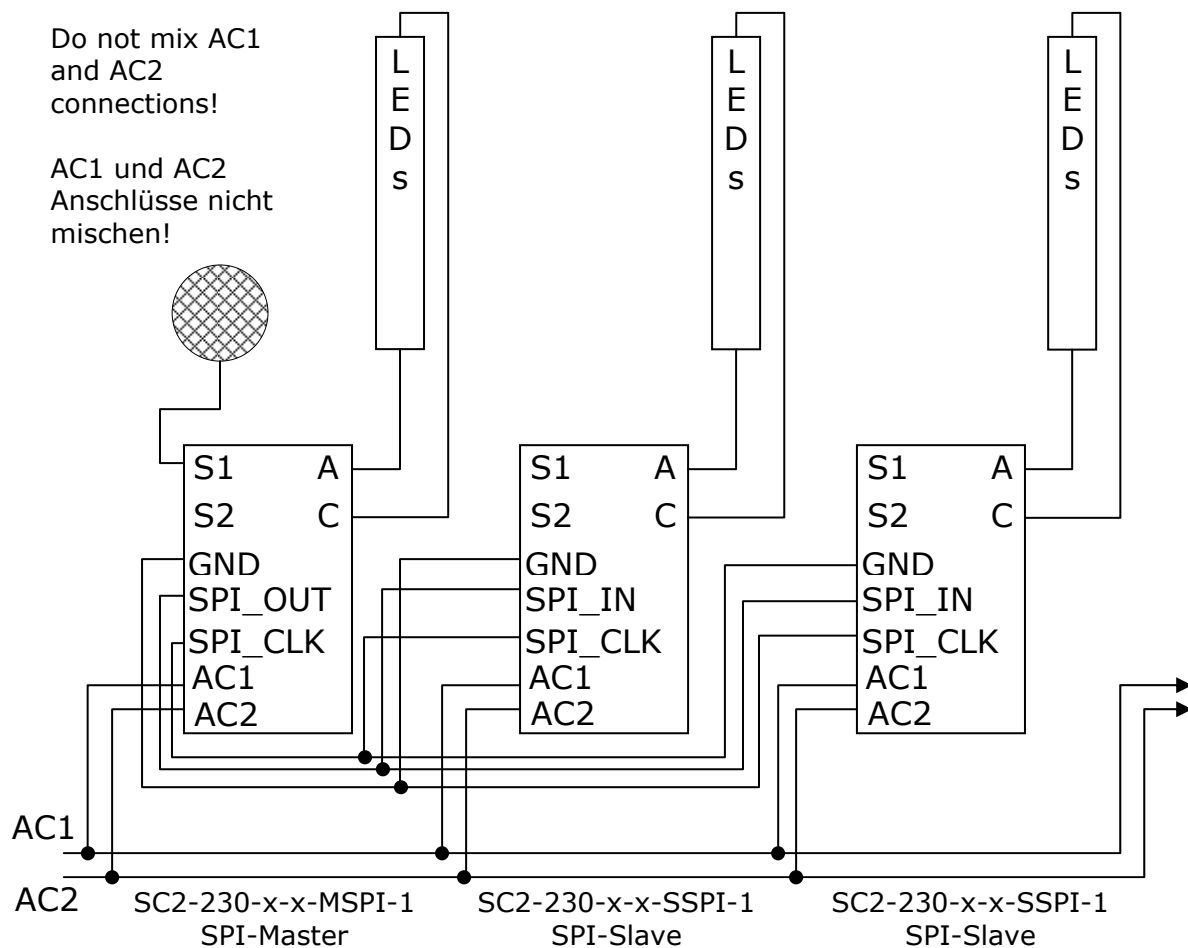 Do not mix AC1
and AC2
connections!
AC1 und AC2
Anschlüsse nicht
mischen!
L
E
D
s
L
E
D
s
L
E
D
s
S1 A
S2 C
GND
SPI_OUT
SPI_CLK
AC1
AC2
S1 A
S2 C
GND
SPI_IN
SPI_CLK
AC1
AC2
S1 A
S2 C
GND
SPI_IN
SPI_CLK
AC1
AC2
AC1
AC2
SC2-230-x-x-MSPI-1
SPI-Master
SC2-230-x-x-SSPI-1
SPI-Slave
SC2-230-x-x-SSPI-1
SPI-Slave